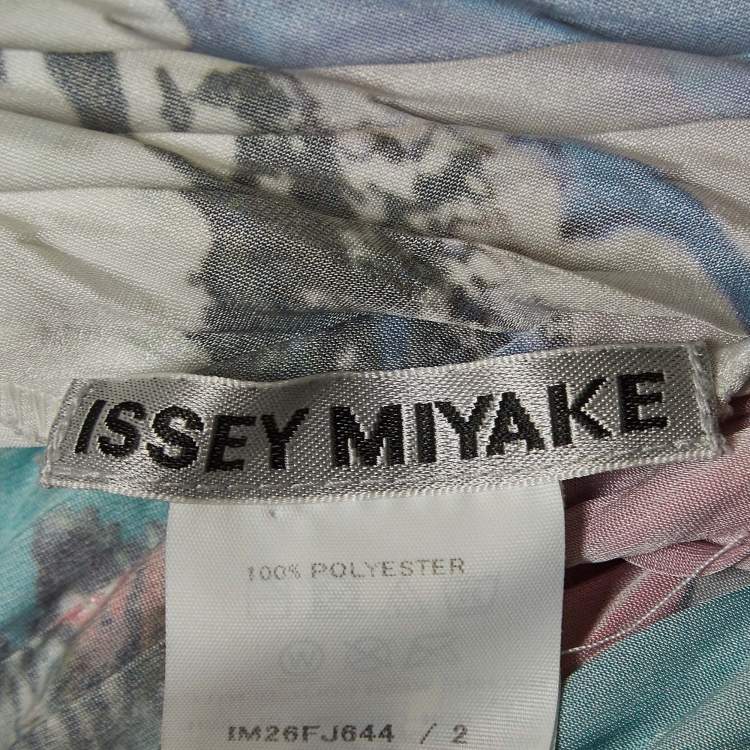 ISSEY MIYAKE
100% POLYESTER
W
IM26FJ644 / 2